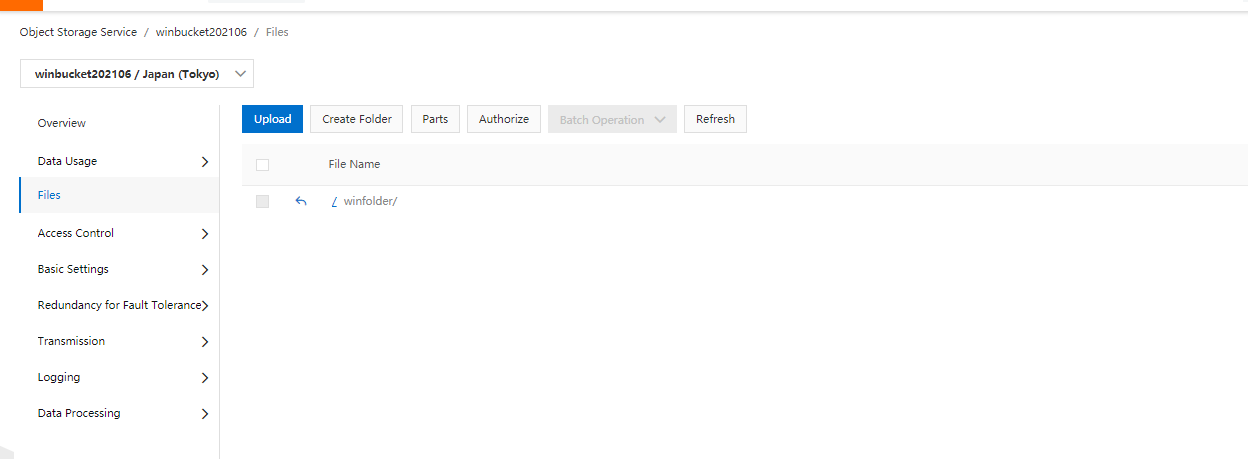 Object Storage Service / winbucket202106 / Files
winbucket202106 / Japan (Tokyo)
Overview
Data Usage
Files
Access Control
Basic Settings
Redundancy for Fault Tolerance
Transmission
Logging
Data Processing
Upload Create Folder Parts Authorize Batch Operation Refresh
File Name
/ winfolder/